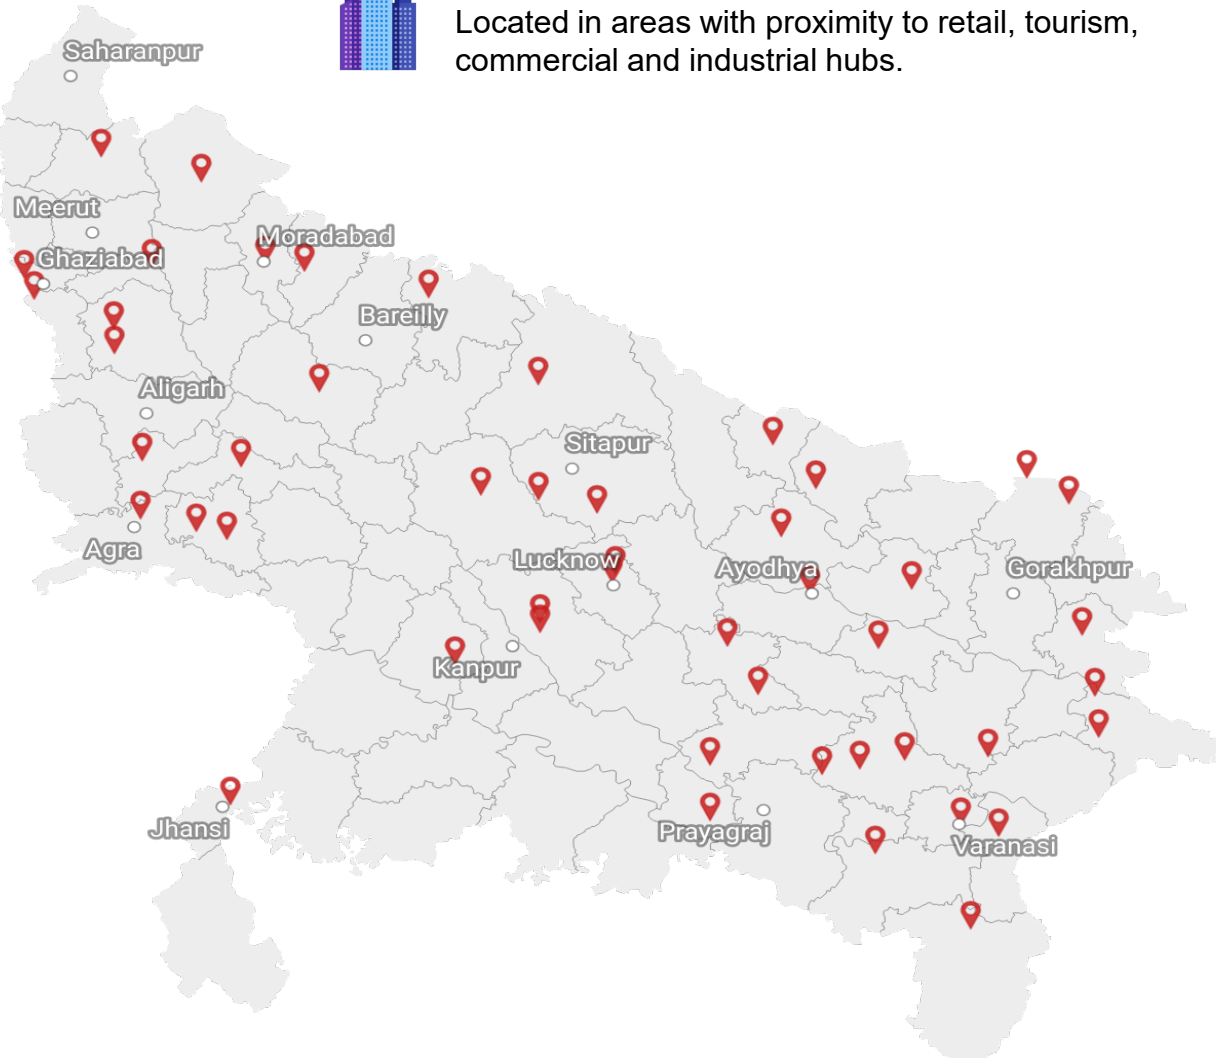 Located in areas with proximity to retail, tourism,
commercial and industrial hubs.
Saharanpur
Meerut
Moradabad
Ghaziabad
Bareilly
Aligarh
Sitapur
Agra
Lucknow
Ayodhya
Gorakhpur
Kanpur
Jhansi
Prayagraj
Varanasi